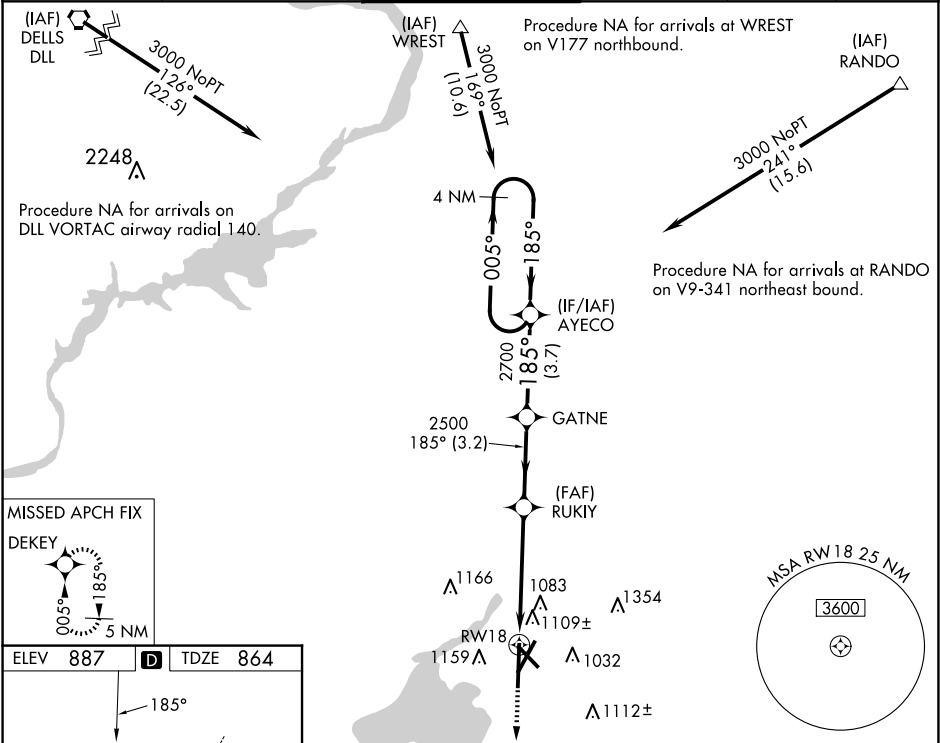 (IAF)
DELLS
DLL
3000 NoPT
126°
(22.5)
(IAF)
WREST
3000 NoPT
169°
(10.6)
Procedure NA for arrivals at WREST
on V177 northbound.
(IAF)
RANDO
3000 NoPT
241°
(15.6)
2248
Procedure NA for arrivals on
DLL VORTAC airway radial 140.
4 NM
005°
185°
Procedure NA for arrivals at RANDO
on V9-341 northeast bound.
(IF/IAF)
AYECO
2700
185°
(3.7)
GATNE
2500
185° (3.2)
(FAF)
RUKIY
MISSED APCH FIX
DEKEY
005°
185°
5 NM
1166
1083
1354
1109±
RW18
1159
1032
1112±
MSA RW18 25 NM
3600
ELEV 887 D TDZE 864
185°